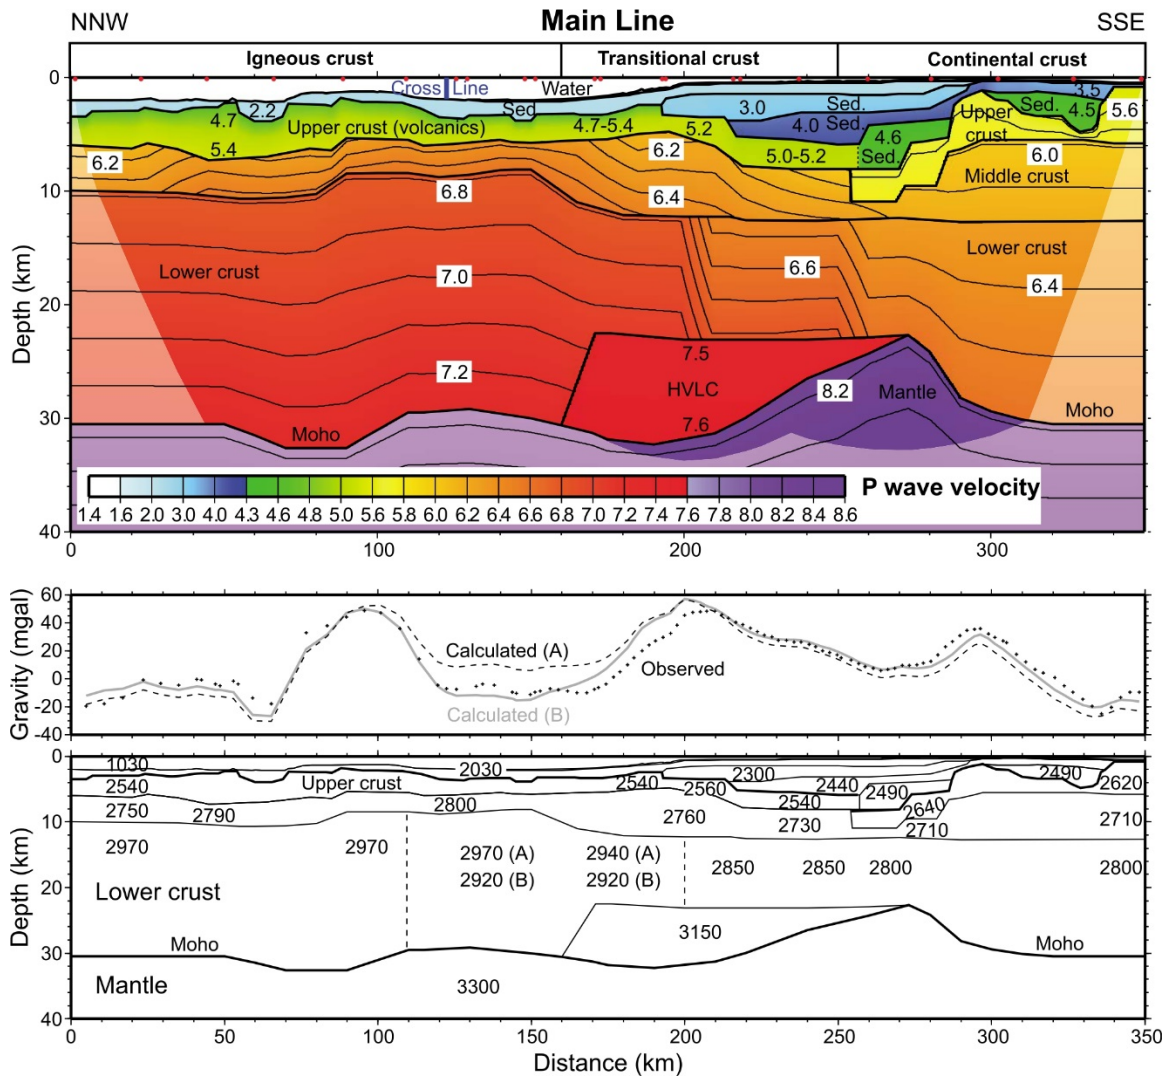 NNW Main Line SSE
Igneous crust Transitional crust Continental crust
0 Cross Line Water
2.2 Sed. 3.0 Sed. 3.5
4.7 Upper crust (volcanics) 4.7-5.4 5.2 4.0 Sed. Upper crust Sed. 4.5 5.6
5.4 4.6
6.2 6.2 5.0-5.2 Sed. 6.0
10 6.8 6.4 Middle crust
Lower crust 7.0 6.6 Lower crust 6.4
20
7.5
7.2 HVLC 8.2 Mantle
30 Moho 7.6 Moho
P wave velocity
1.4 1.6 2.0 3.0 4.0 4.3 4.6 4.8 5.0 5.6 5.8 6.0 6.2 6.4 6.6 6.8 7.0 7.2 7.4 7.6 7.8 8.0 8.2 8.4 8.6
40
0 100 200 300
Depth (km)
60
40
20
0
-20
-40
Gravity (mgal)
Calculated (A)
Observed
Calculated (B)
0
1030 2030 2300 2490
2540 Upper crust 2540 2560 2440 2490 2620
2750 2790 2800 2760 2540 2640
10 2730 2710 2710
2970 2970 2970 (A) 2940 (A) 2850 2850 2800 2800
20 Lower crust 2920 (B) 2920 (B)
3150
30 Moho Moho
Mantle 3300
40
0 50 100 150 200 250 300 350
Depth (km)
Distance (km)